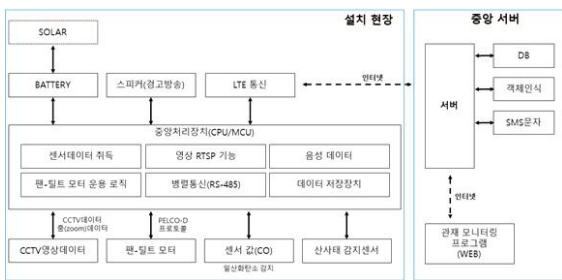 설치 현장
중앙 서버
SOLAR
BATTERY
스피커(경고방송)
LTE 통신
인터넷
서버
DB
객체인식
SMS문자
중앙처리장치(CPU/MCU)
센서데이터 취득
영상 RTSP 기능
음성 데이터
팬-틸트 모터 운용 로직
병렬통신(RS-485)
데이터 저장장치
인터넷
CCTV데이터
줌(zoom)데이터
PELCO-D
프로토콜
CCTV영상데이터
팬-틸트 모터
센서 값(CO)
산사태 감지센서
일산화탄소 감지
관재 모니터링
프로그램
(WEB)